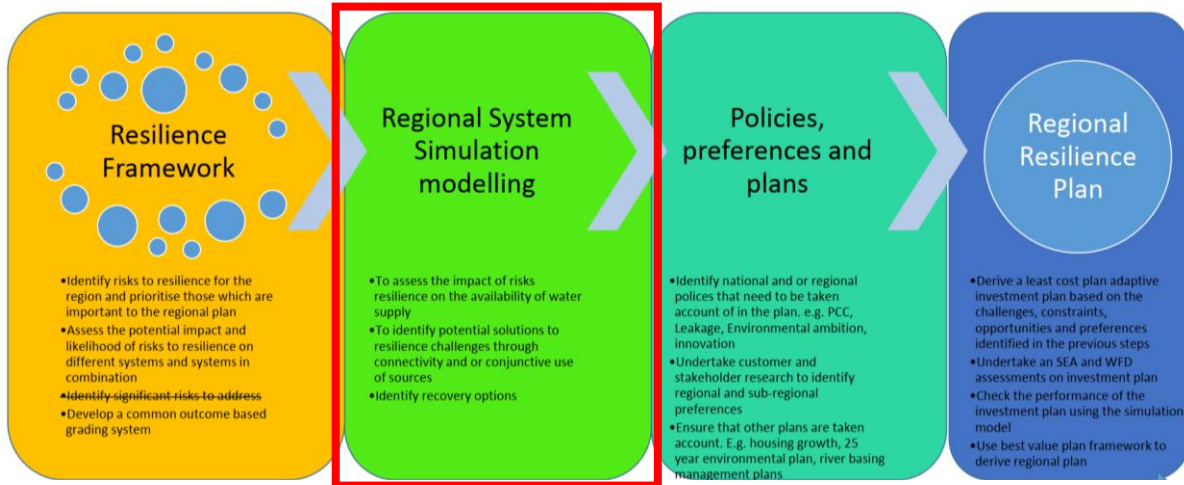 Resilience
Framework
•Identify risks to resilience for the
region and prioritise those which are
important to the regional plan
•Assess the potential impact and
likelihood of risks to resilience on
different systems and systems in
combination
•Identify significant risks to address
•Develop a common outcome based
grading system
Regional System
Simulation
modelling
•To assess the impact of risks
resilience on the availability of water
supply
•To identify potential solutions to
resilience challenges through
connectivity and or conjunctive use
of sources
•Identify recovery options
Policies,
preferences and
plans
•Identify national and or regional
polices that need to be taken
account of in the plan. e.g. PCC,
Leakage, Environmental ambition,
innovation
•Undertake customer and
stakeholder research to identify
regional and sub-regional
preferences
•Ensure that other plans are taken
account. E.g. housing growth, 25
year environmental plan, river basing
management plans
Regional
Resilience
Plan
•Derive a least cost plan adaptive
investment plan based on the
challenges, constraints,
opportunities and preferences
identified in the previous steps
•Undertake an SEA and WFD
assessments on investment plan
•Check the performance of the
investment plan using the simulation
model
•Use best value plan framework to
derive regional plan